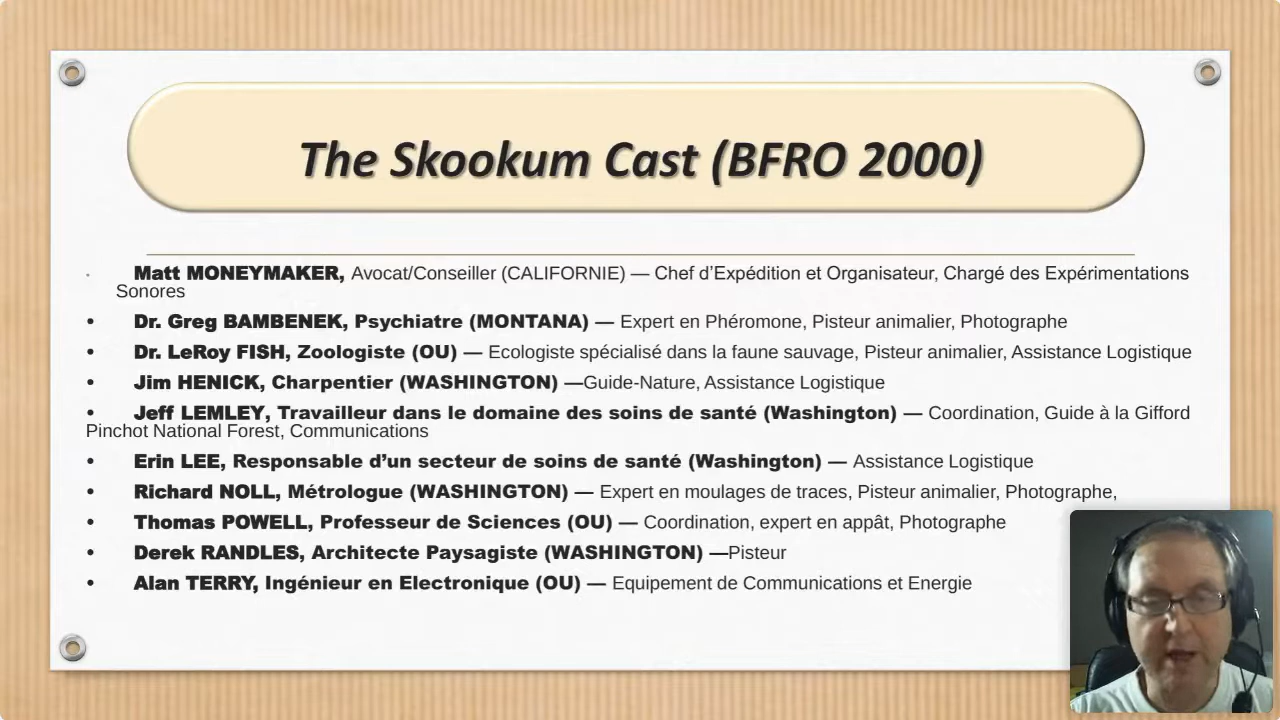 The Skookum Cast (BFRO 2000)
• Matt MONEYMAKER, Avocat/Conseiller (CALIFORNIE) — Chef d’Expédition et Organisateur, Chargé des Expérimentations
Sonores
• Dr. Greg BAMBENEK, Psychiatre (MONTANA) — Expert en Phéromone, Pisteur animalier, Photographe
• Dr. LeRoy FISH, Zoologiste (OU) — Ecologiste spécialisé dans la faune sauvage, Pisteur animalier, Assistance Logistique
• Jim HENICK, Charpentier (WASHINGTON) —Guide-Nature, Assistance Logistique
• Jeff LEMLEY, Travailleur dans le domaine des soins de santé (Washington) — Coordination, Guide à la Gifford
Pinchot National Forest, Communications
• Erin LEE, Responsable d’un secteur de soins de santé (Washington) — Assistance Logistique
• Richard NOLL, Métrologue (WASHINGTON) — Expert en moulages de traces, Pisteur animalier, Photographe,
• Thomas POWELL, Professeur de Sciences (OU) — Coordination, expert en appât, Photographe
• Derek RANDLES, Architecte Paysagiste (WASHINGTON) —Pisteur
• Alan TERRY, Ingénieur en Electronique (OU) — Equipement de Communications et Energie